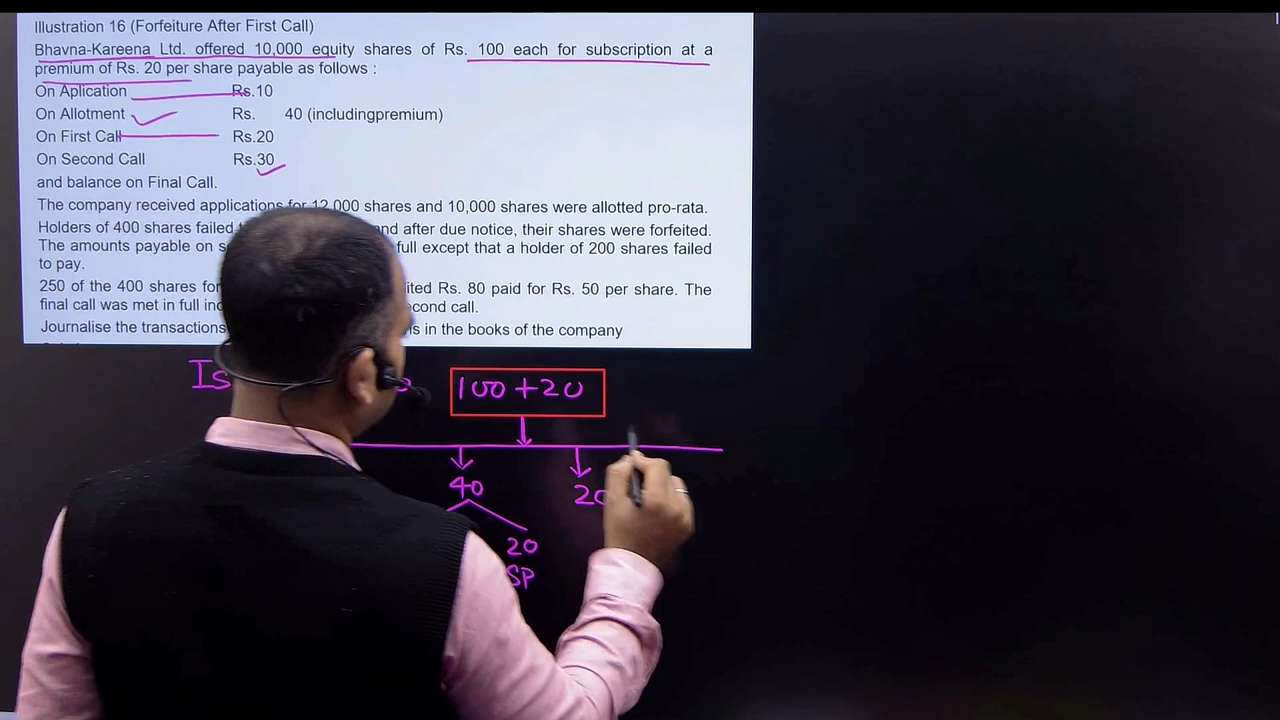 Illustration 16 (Forfeiture After First Call)
Bhavna-Kareena Ltd. offered 10,000 equity shares of Rs. 100 each for subscription at a
premium of Rs. 20 per share payable as follows :
On Aplication Rs.10
On Allotment Rs. 40 (includingpremium)
On First Call Rs.20
On Second Call Rs.30
and balance on Final Call.
The company received applications for 12,000 shares and 10,000 shares were allotted pro-rata.
Holders of 400 shares failed and after due notice, their shares were forfeited.
The amounts payable on full except that a holder of 200 shares failed
to pay.
250 of the 400 shares Rs. 80 paid for Rs. 50 per share. The
final call was met in full second call.
Journalise the transactions in the books of the company
Is 100 + 20
40 20
20
SP